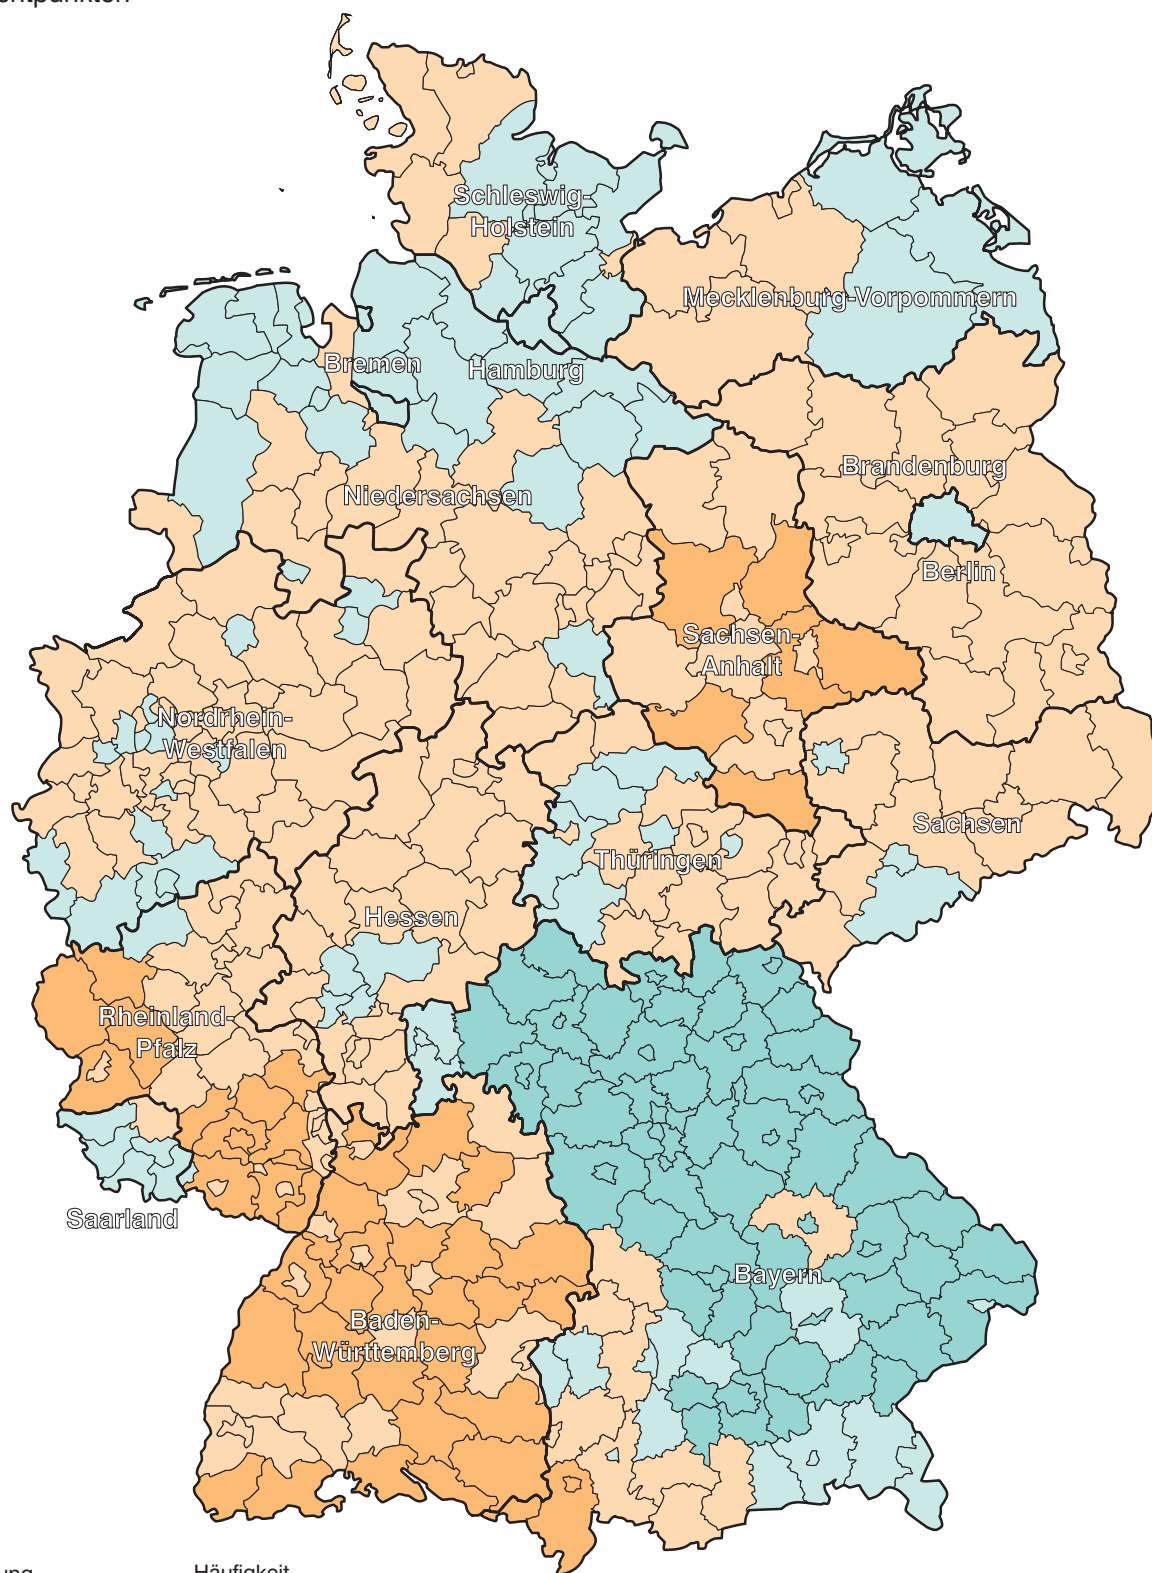 Schleswig-
Holstein
Mecklenburg-Vorpommern
Bremen
Hamburg
Brandenburg
Niedersachsen
Berlin
Sachsen-
Anhalt
Nordrhein-
Westfalen
Sachsen
Thüringen
Hessen
Rheinland-
Pfalz
Saarland
Bayern
Baden-
Württemberg
Häufigkeit